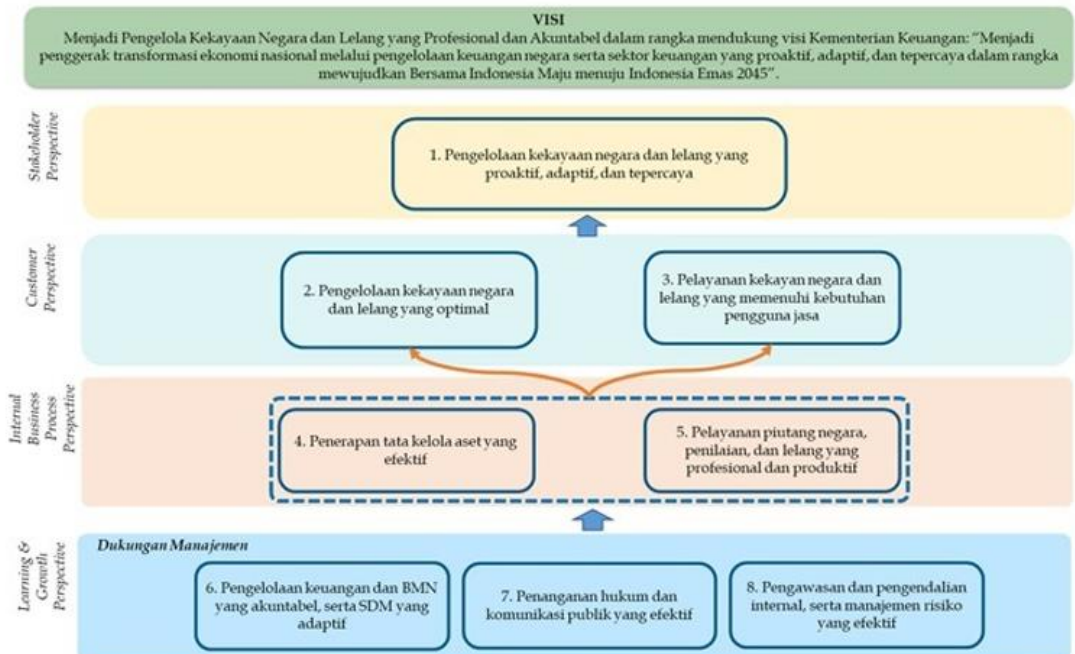 VISI
Menjadi Pengelola Kekayaan Negara dan Lelang yang Profesional dan Akuntabel dalam rangka mendukung visi Kementerian Keuangan: “Menjadi
penggerak transformasi ekonomi nasional melalui pengelolaan keuangan negara serta sektor keuangan yang proaktif, adaptif, dan tepercaya dalam rangka
mewujudkan Bersama Indonesia Maju menuju Indonesia Emas 2045”.
Stakeholder
Perspective
1. Pengelolaan kekayaan negara dan lelang yang
proaktif, adaptif, dan tepercaya
Customer
Perspective
2. Pengelolaan kekayaan negara
dan lelang yang optimal
3. Pelayanan kekayan negara dan
lelang yang memenuhi kebutuhan
pengguna jasa
Internal
Business
Process
Perspective
4. Penerapan tata kelola aset yang
efektif
5. Pelayanan piutang negara,
penilaian, dan lelang yang
profesional dan produktif
Learning &
Growth
Perspective
Dukungan Manajemen
6. Pengelolaan keuangan dan BMN
yang akuntabel, serta SDM yang
adaptif
7. Penanganan hukum dan
komunikasi publik yang efektif
8. Pengawasan dan pengendalian
internal, serta manajemen risiko
yang efektif